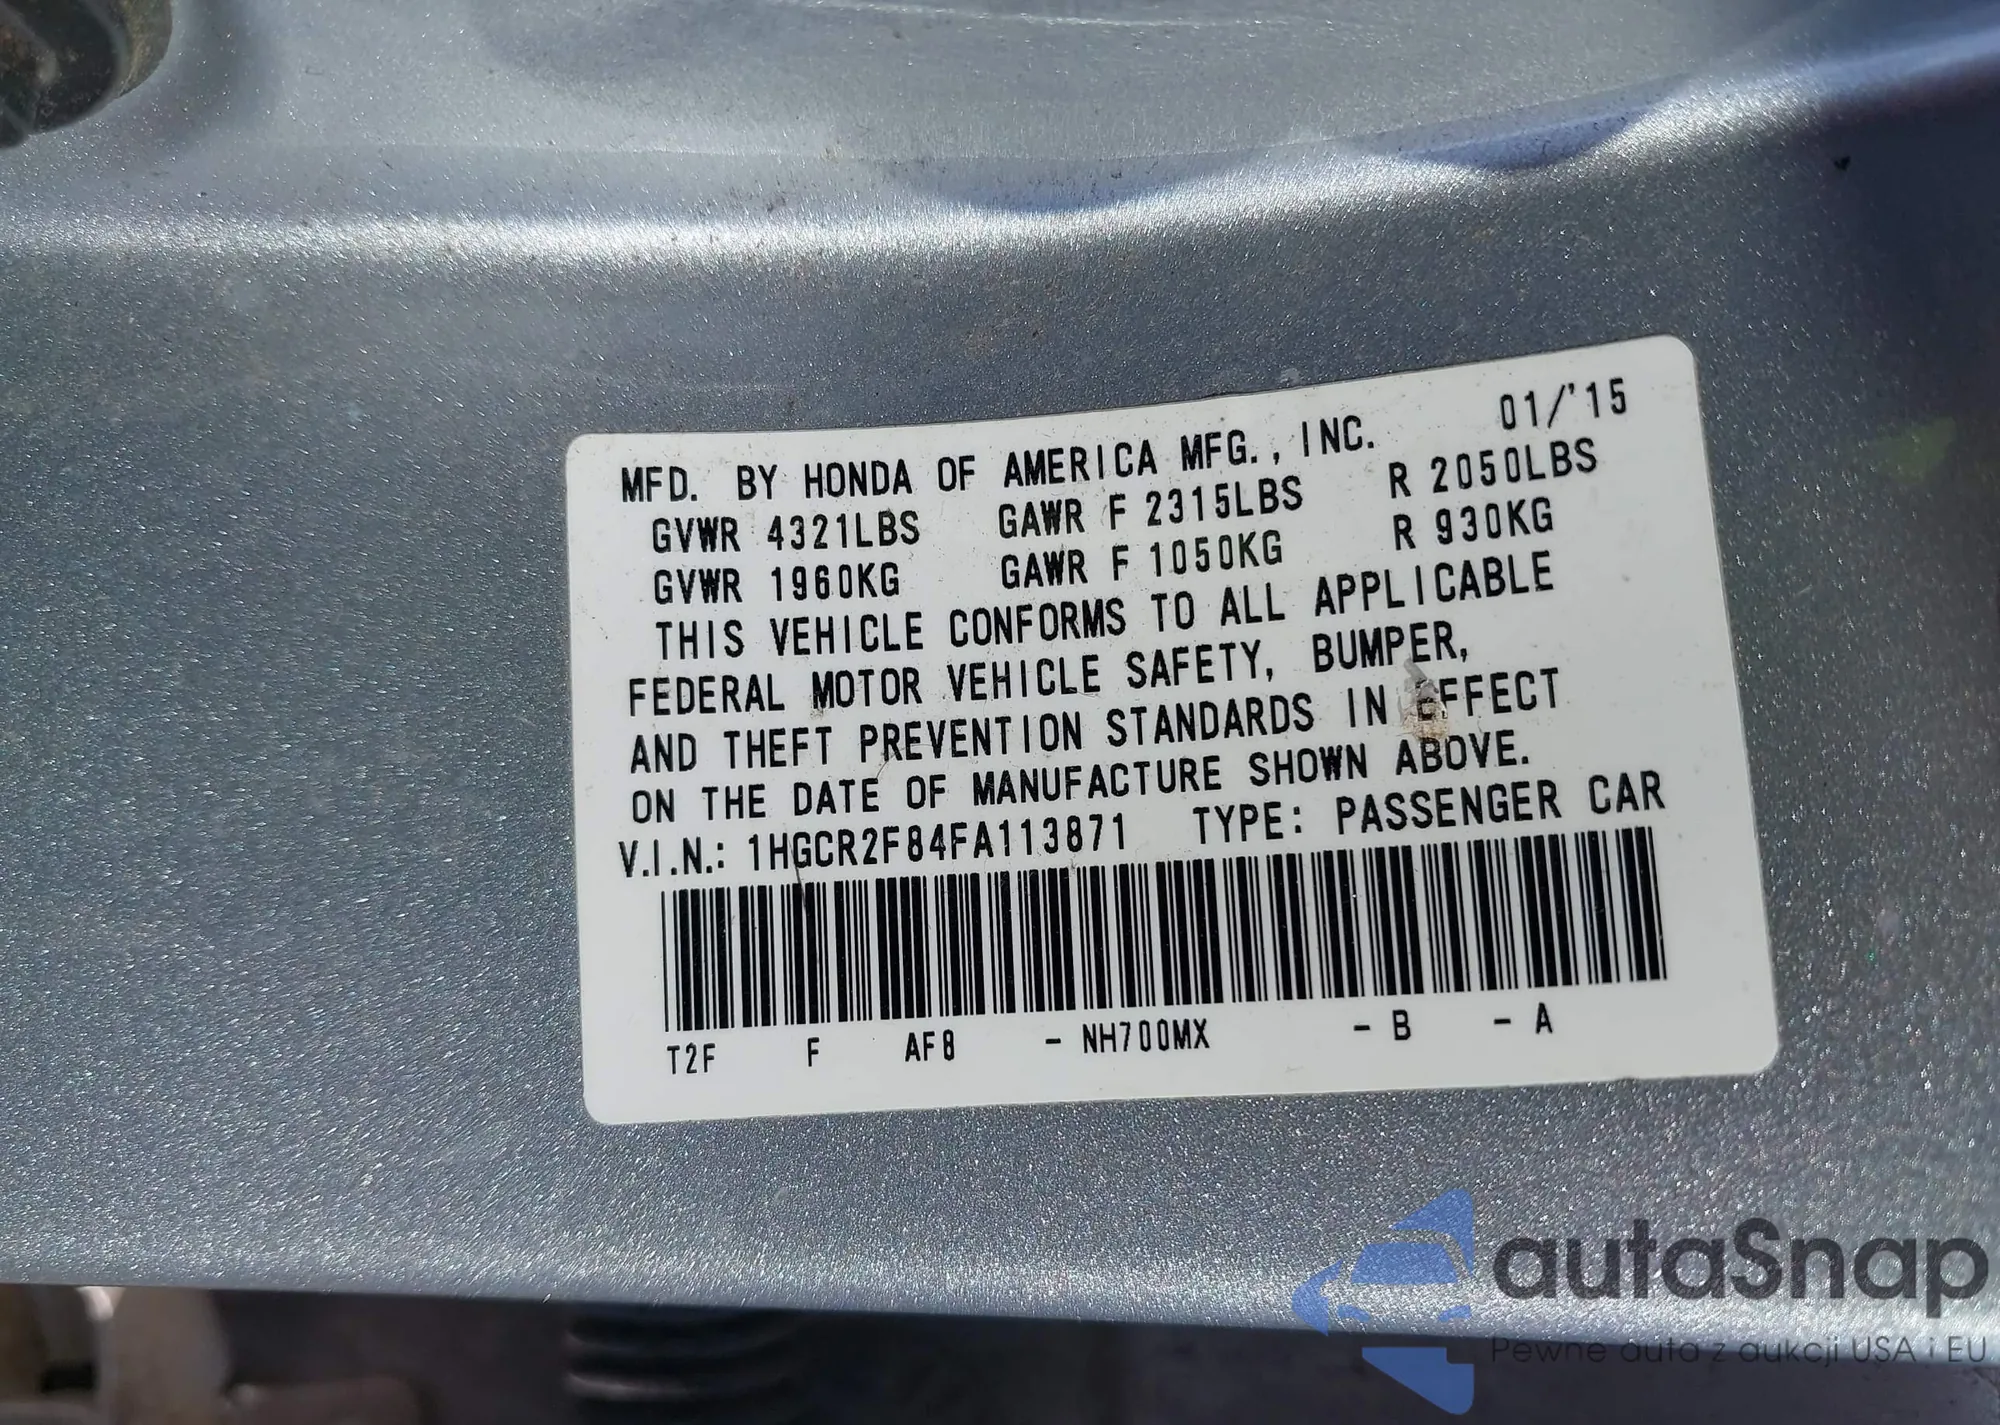 MFD. BY HONDA OF AMERICA MFG., INC. 01/'15
GVWR 4321LBS GAWR F 2315LBS R 2050LBS
GVWR 1960KG GAWR F 1050KG R 930KG
THIS VEHICLE CONFORMS TO ALL APPLICABLE
FEDERAL MOTOR VEHICLE SAFETY, BUMPER,
AND THEFT PREVENTION STANDARDS IN EFFECT
ON THE DATE OF MANUFACTURE SHOWN ABOVE.
V.I.N.: 1HGCR2F84FA113871 TYPE: PASSENGER CAR
T2F F AF8 - NH700MX - B - A
autaSnap
Pewne auta z aukcji USA i EU